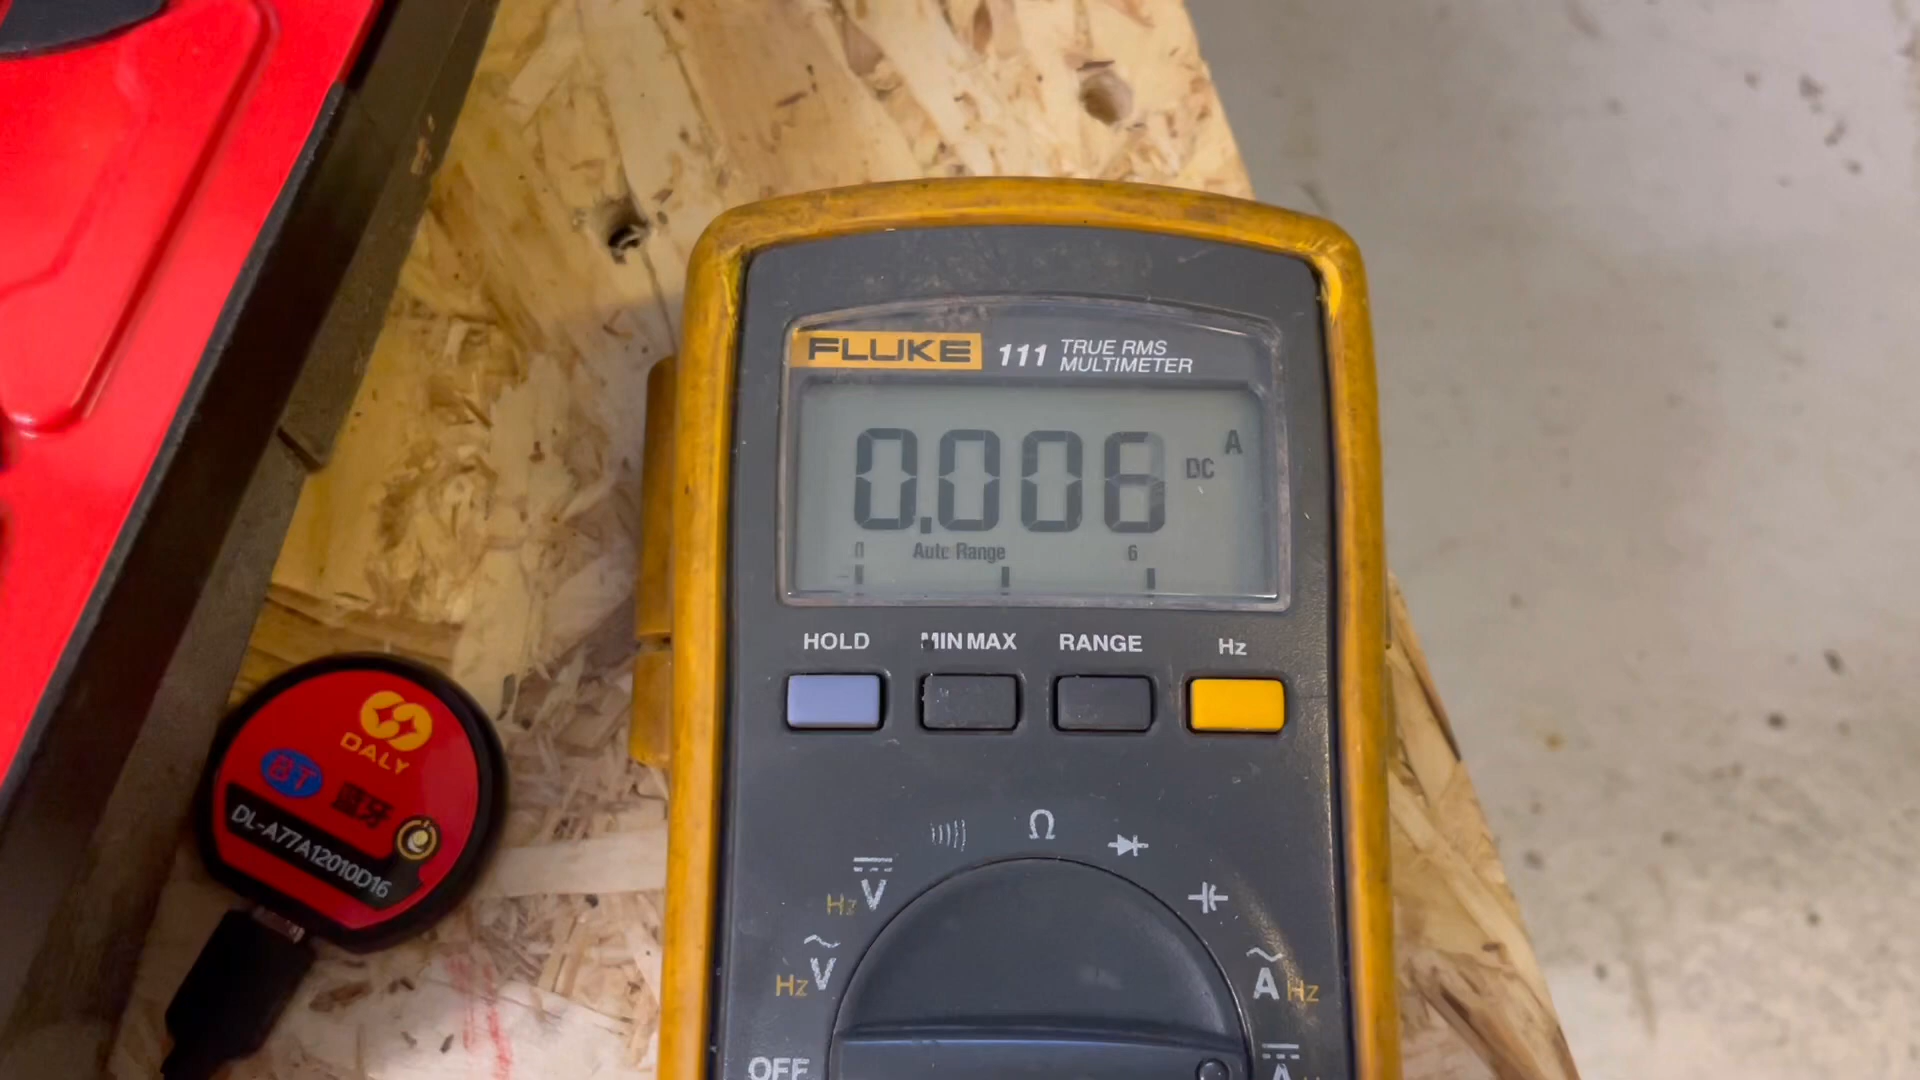 FLUKE 111 TRUE RMS
MULTIMETER
0.006 DC A
0 Auto Range 6
HOLD MIN MAX RANGE Hz
Ω
Hz V
Hz V
A Hz
OFF
A
DALY
BT 蓝牙
DL-A77A12010D16